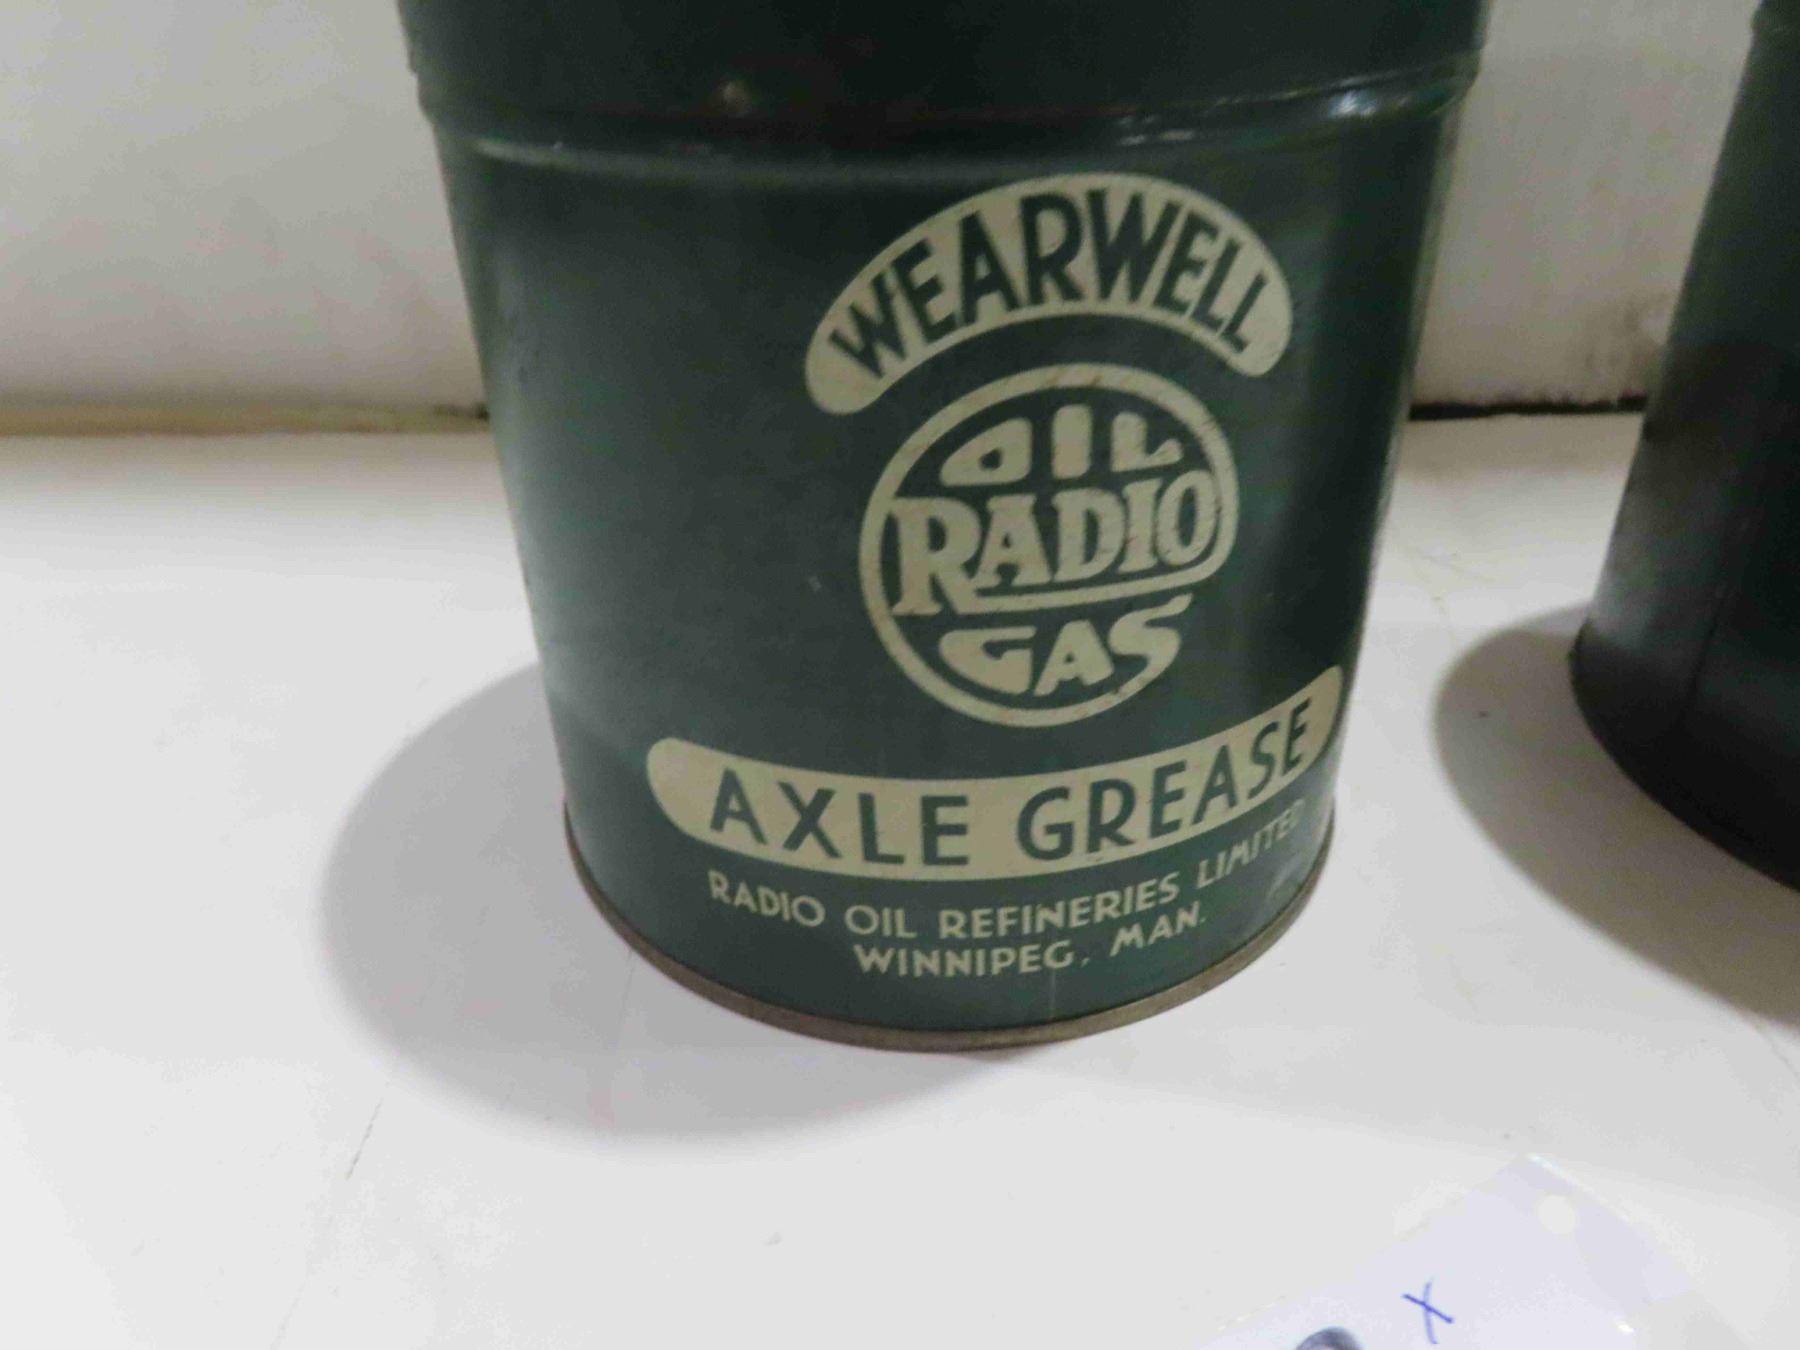 WEARWELL
OIL
RADIO
GAS
AXLE GREASE
RADIO OIL REFINERIES LIMITED
WINNIPEG, MAN.
X